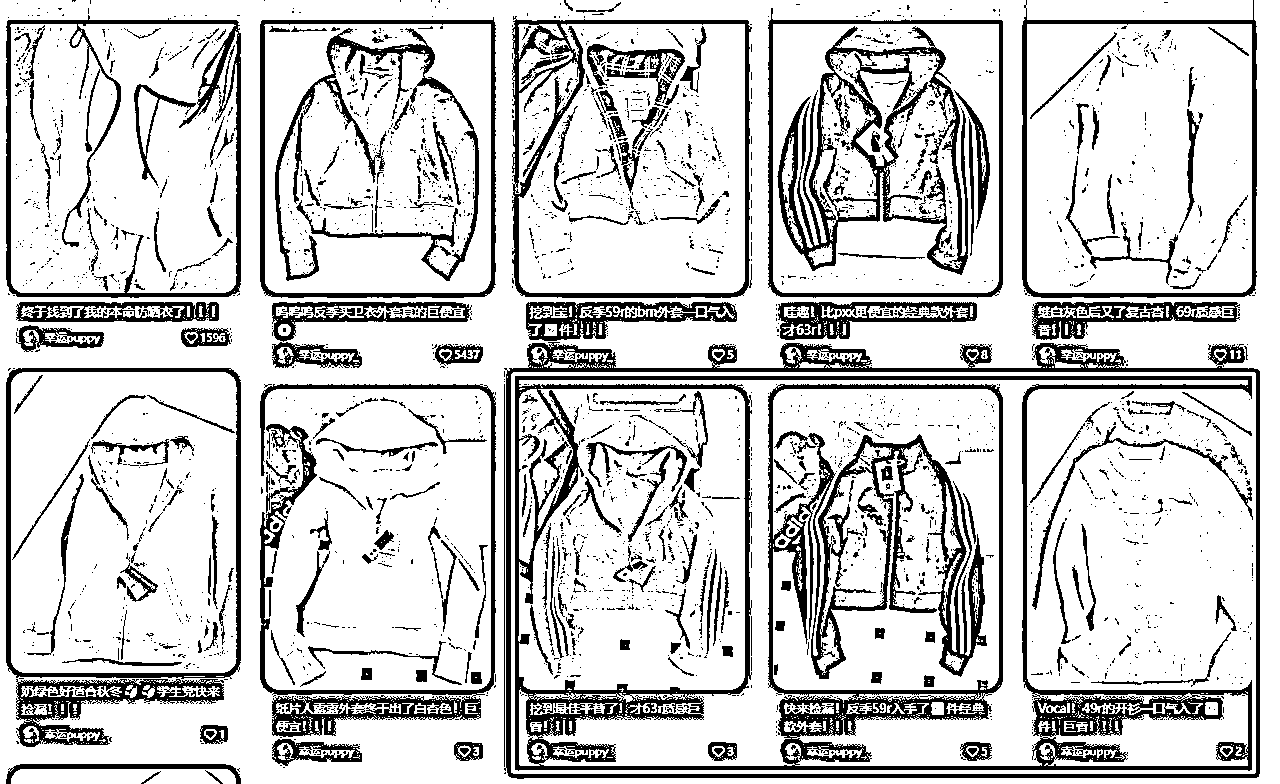 终于找到了我的本命防晒衣了！！！
幸运puppy
1596
呜呜呜反季买卫衣外套真的巨便宜
幸运puppy
5437
挖到宝！反季59r的bm外套一口气入
了 件！！！
幸运puppy
5
哇趣！比pxx更便宜的经典款外套！
才63r！！！
幸运puppy
8
继白灰色后又了复古杏！69r质感巨
香！！！
幸运puppy
11
奶绿色好适合秋冬 学生党快来
捡漏！！！
幸运puppy
1
纸片人薯薯外套终于出了白杏色！巨
便宜！！！
幸运puppy
3
挖到最佳平替了！才63r质感巨
香！！！
幸运puppy
3
快来捡漏！反季59r入手了 件经典
款外套！！！
幸运puppy
5
Vocal！49r的开衫一口气入了
件！巨香！！！
幸运puppy
2